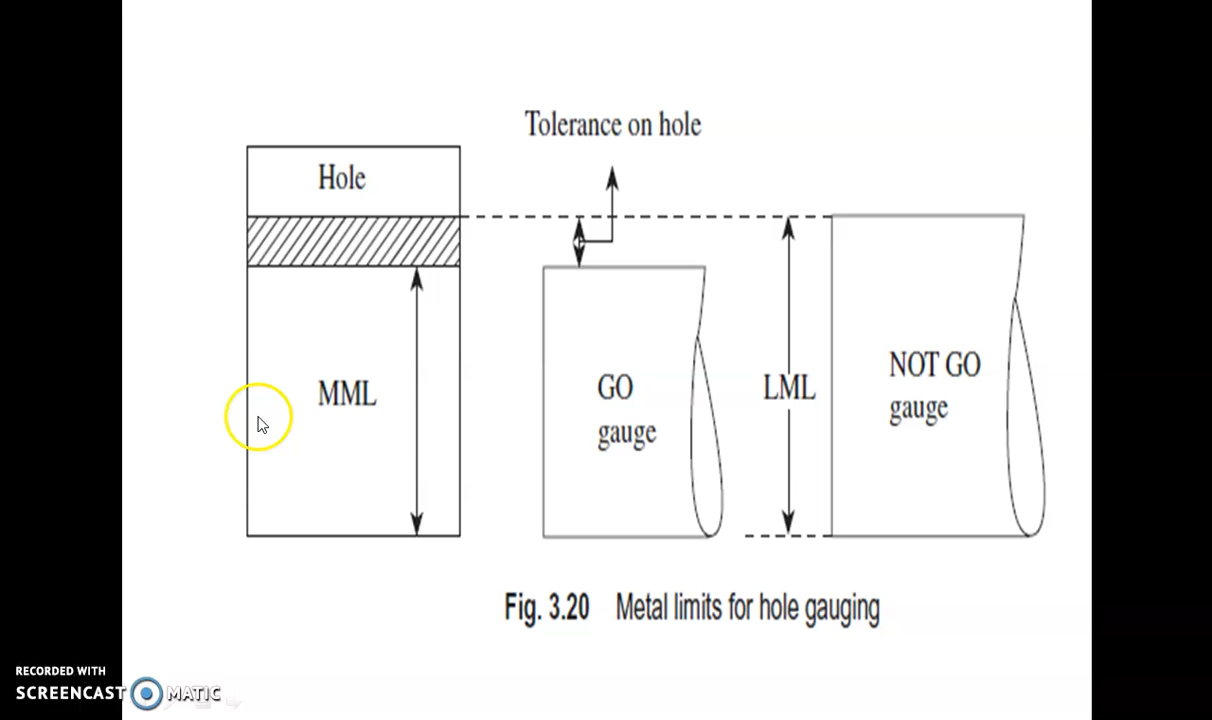 Tolerance on hole
Hole
MML
GO
gauge
LML
NOT GO
gauge
Fig. 3.20 Metal limits for hole gauging
RECORDED WITH
SCREENCAST MATIC